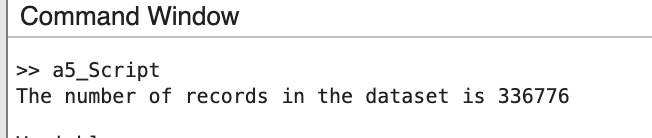 Command Window
>> a5_Script
The number of records in the dataset is 336776